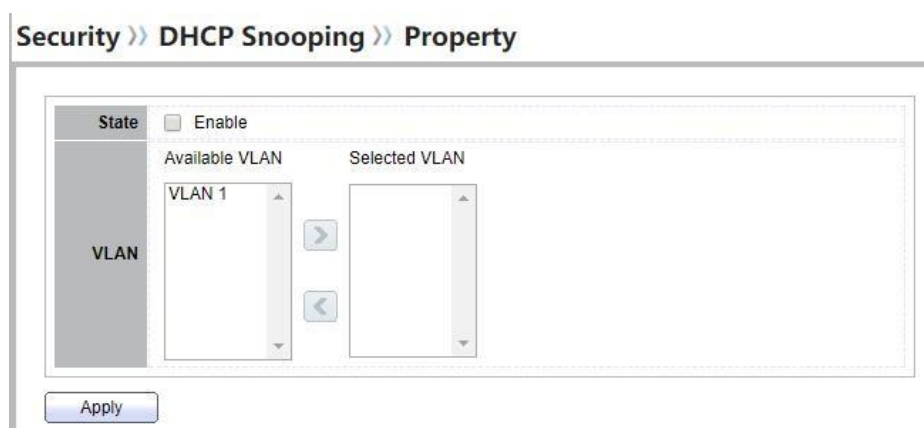 Security » DHCP Snooping » Property
State Enable
Available VLAN Selected VLAN
VLAN 1
VLAN
Apply